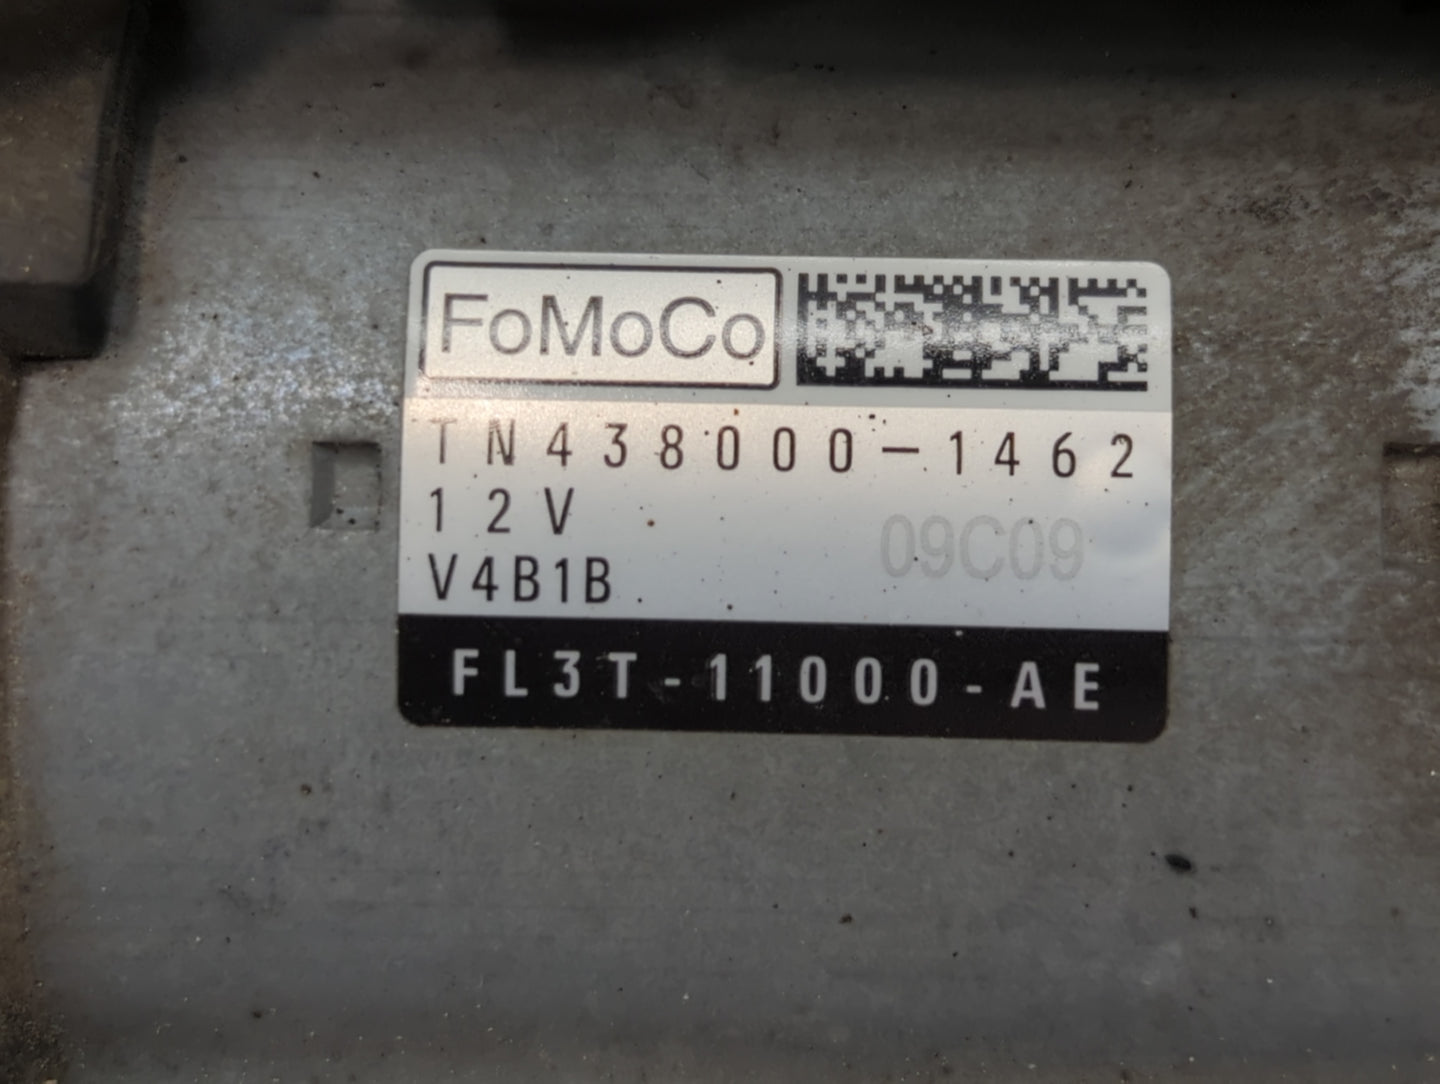 FoMoCo
TN438000-1462
12V
09C09
V4B1B
FL3T-11000-AE